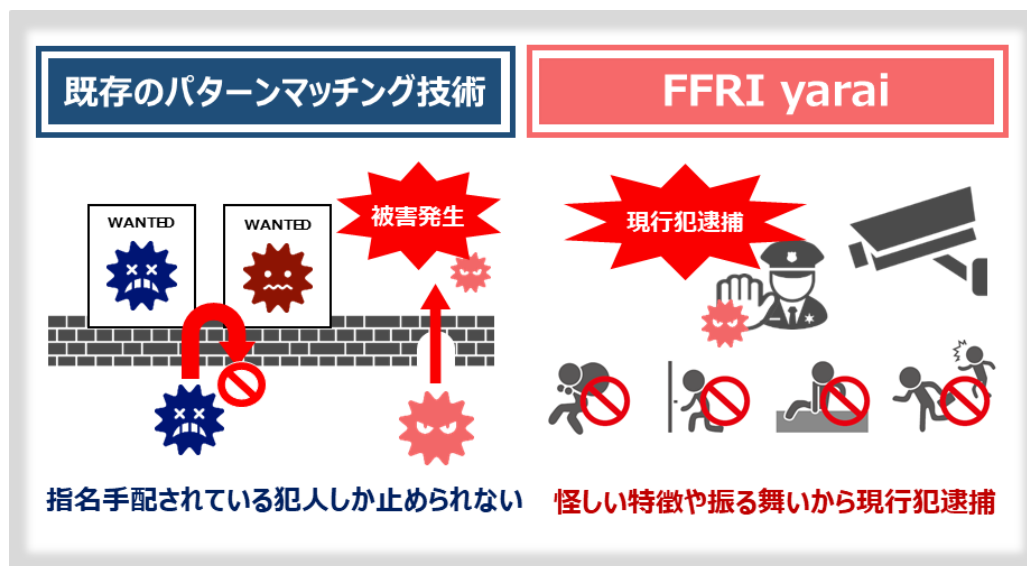 既存のパターンマッチング技術
FFRI yarai
WANTED
WANTED
被害発生
現行犯逮捕
指名手配されている犯人しか止められない
怪しい特徴や振る舞いから現行犯逮捕